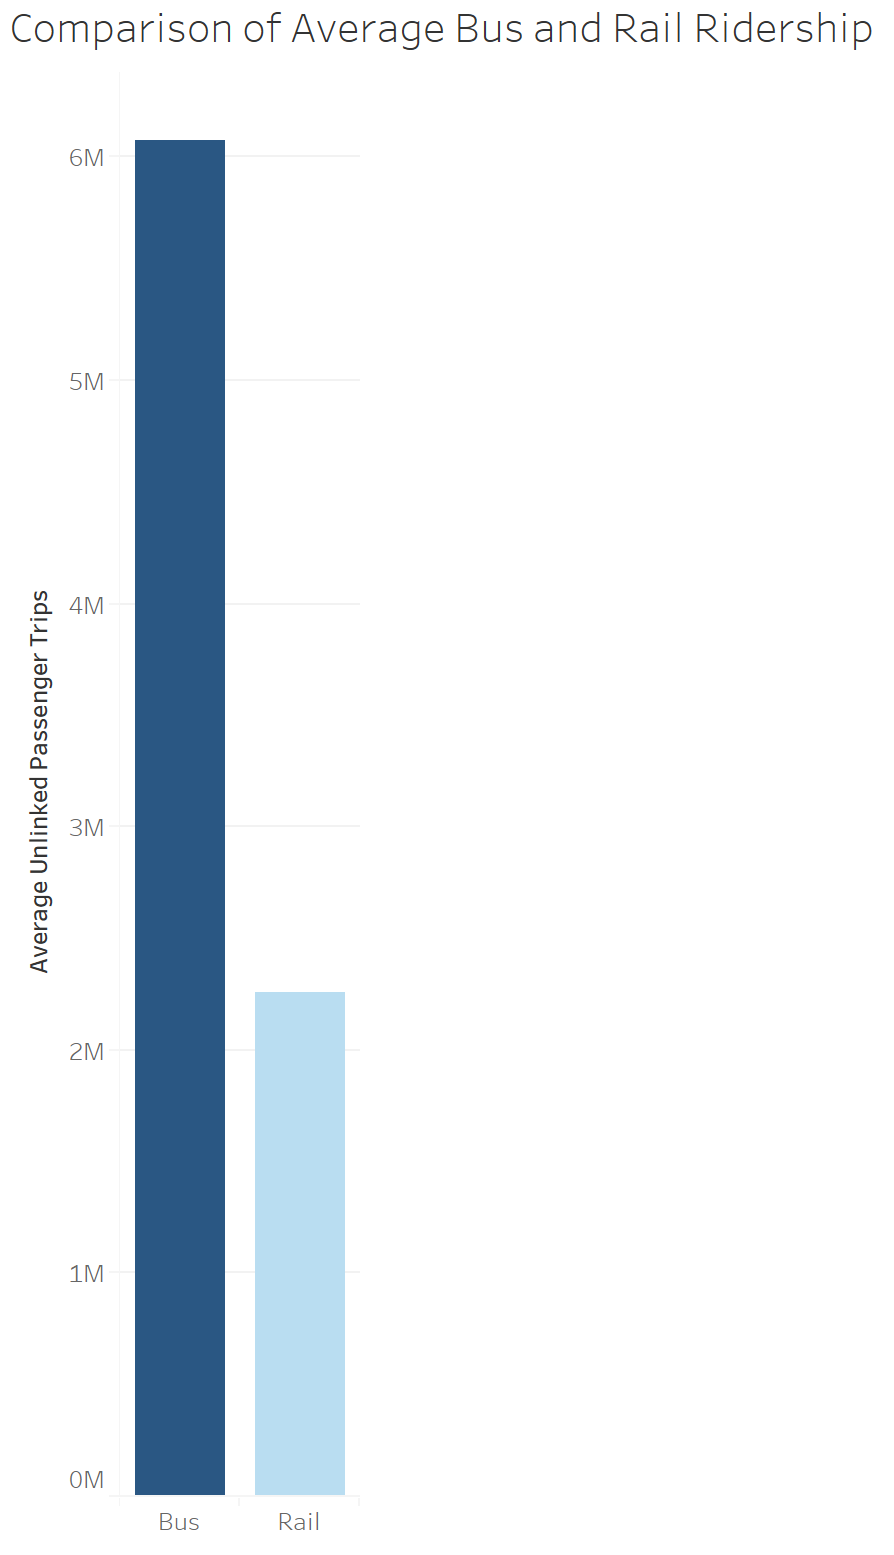 Comparison of Average Bus and Rail Ridership
6M
5M
4M
3M
2M
1M
0M
Average Unlinked Passenger Trips
Bus
Rail